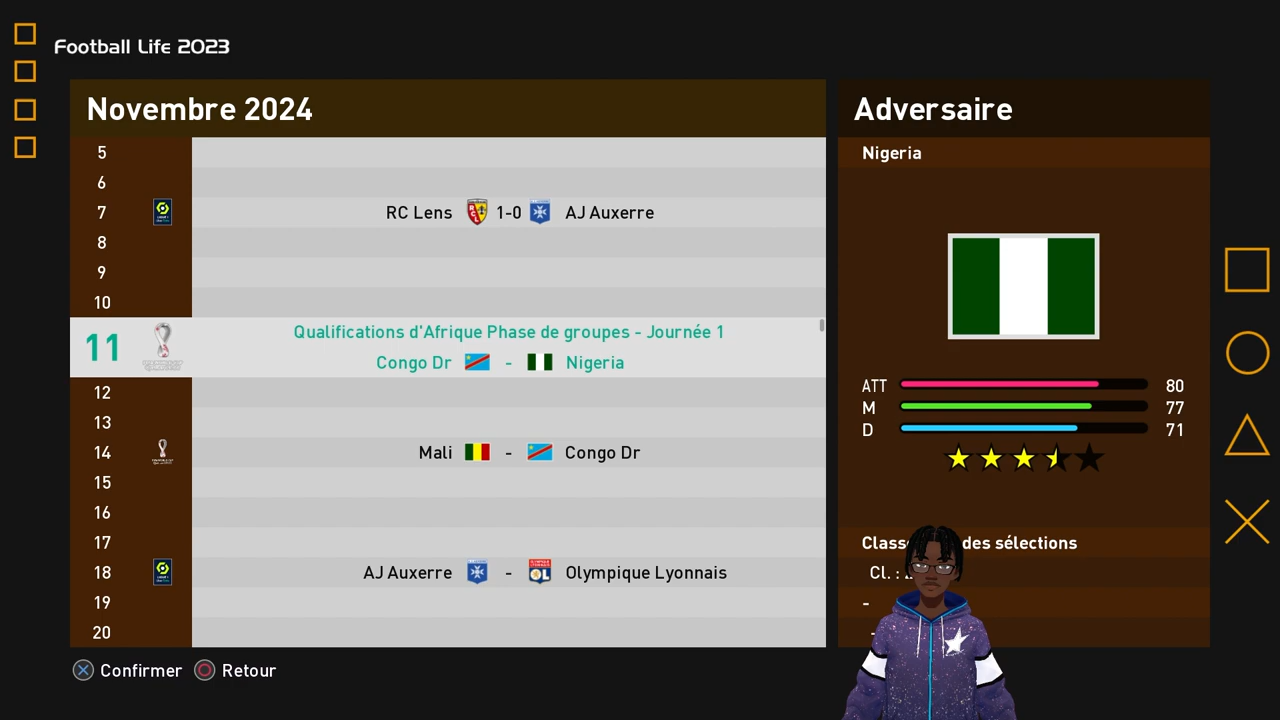 Football Life 2023
Novembre 2024
5
6
7 RC Lens 1-0 AJ Auxerre
8
9
10
11 Qualifications d'Afrique Phase de groupes - Journée 1
Congo Dr - Nigeria
12
13
14 Mali - Congo Dr
15
16
17
18 AJ Auxerre - Olympique Lyonnais
19
20
Confirmer Retour
Adversaire
Nigeria
ATT 80
M 77
D 71
des sélections
Cl. :
-
-